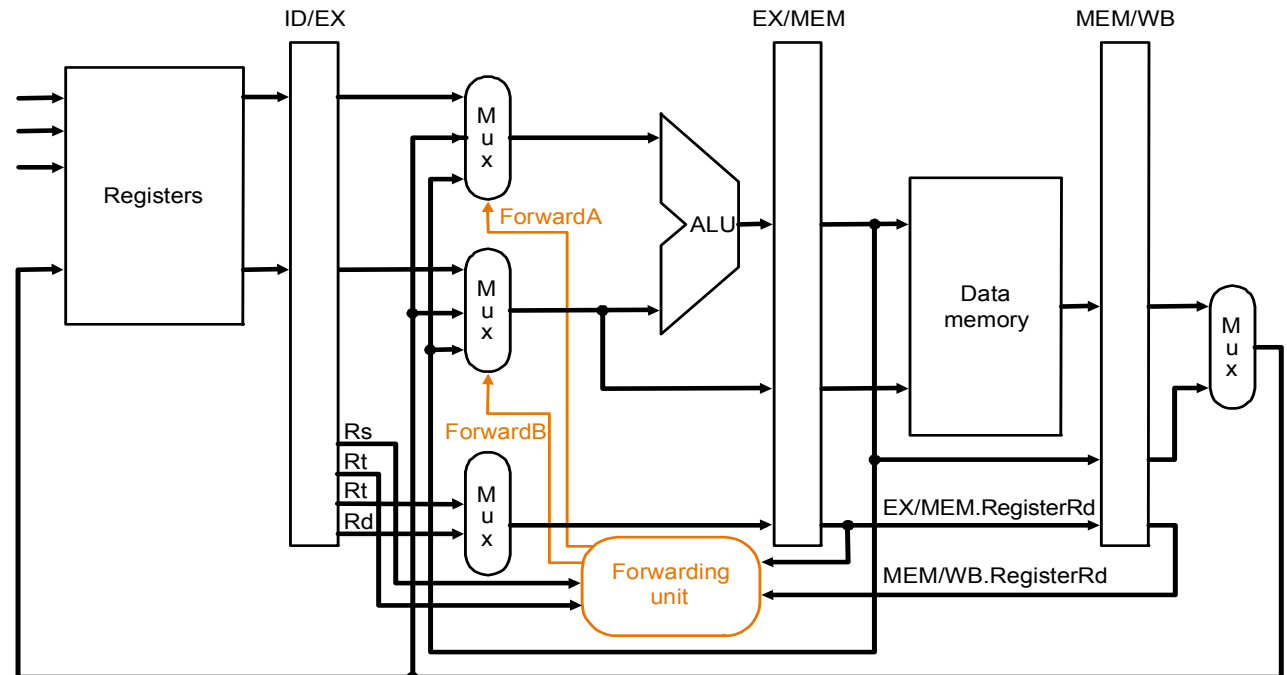 ID/EX
EX/MEM
MEM/WB
M
u
x
Registers
ForwardA
ALU
M
u
x
Data
memory
M
u
x
Rs
ForwardB
Rt
Rt
Rd
M
u
x
EX/MEM.RegisterRd
Forwarding
unit
MEM/WB.RegisterRd